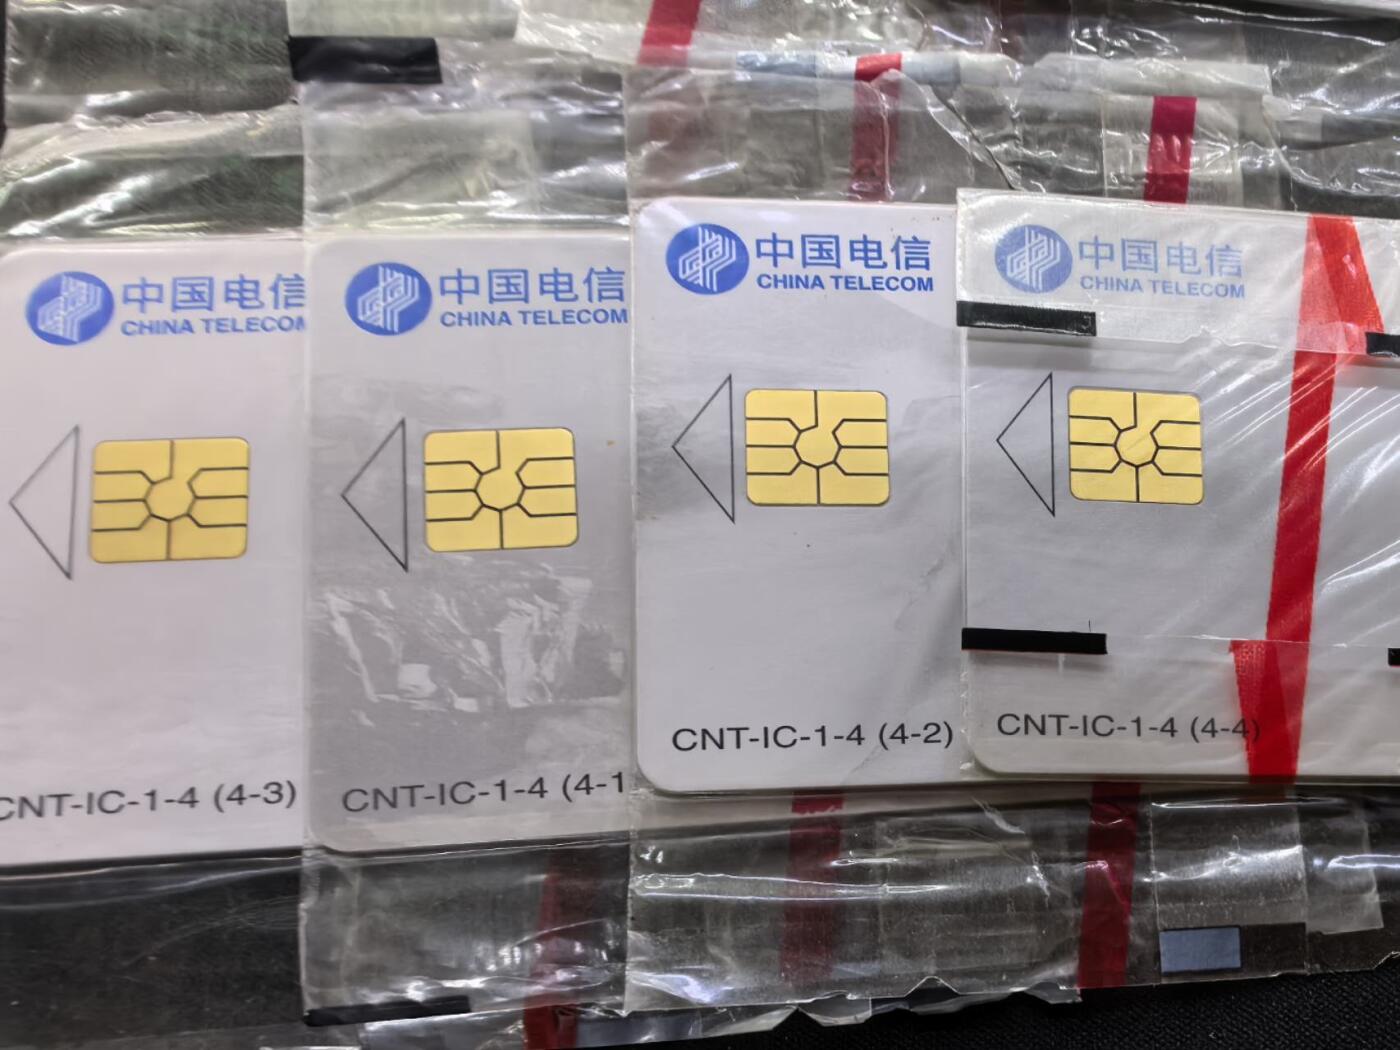 中国电信
CHINA TELECOM
CNT-IC-1-4 (4-3)
中国电信
CHINA TELECOM
CNT-IC-1-4 (4-1
中国电信
CHINA TELECOM
CNT-IC-1-4 (4-2)
中国电信
CHINA TELECOM
CNT-IC-1-4 (4-4)